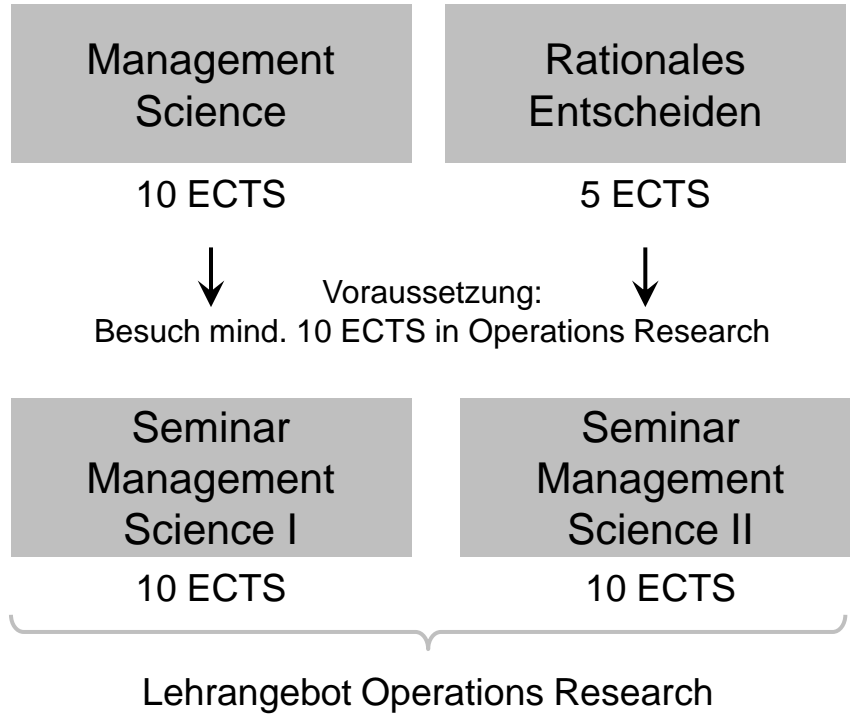 Management
Science
Rationales
Entscheiden
10 ECTS
5 ECTS
Voraussetzung:
Besuch mind. 10 ECTS in Operations Research
Seminar
Management
Science I
Seminar
Management
Science II
10 ECTS
10 ECTS
Lehrangebot Operations Research